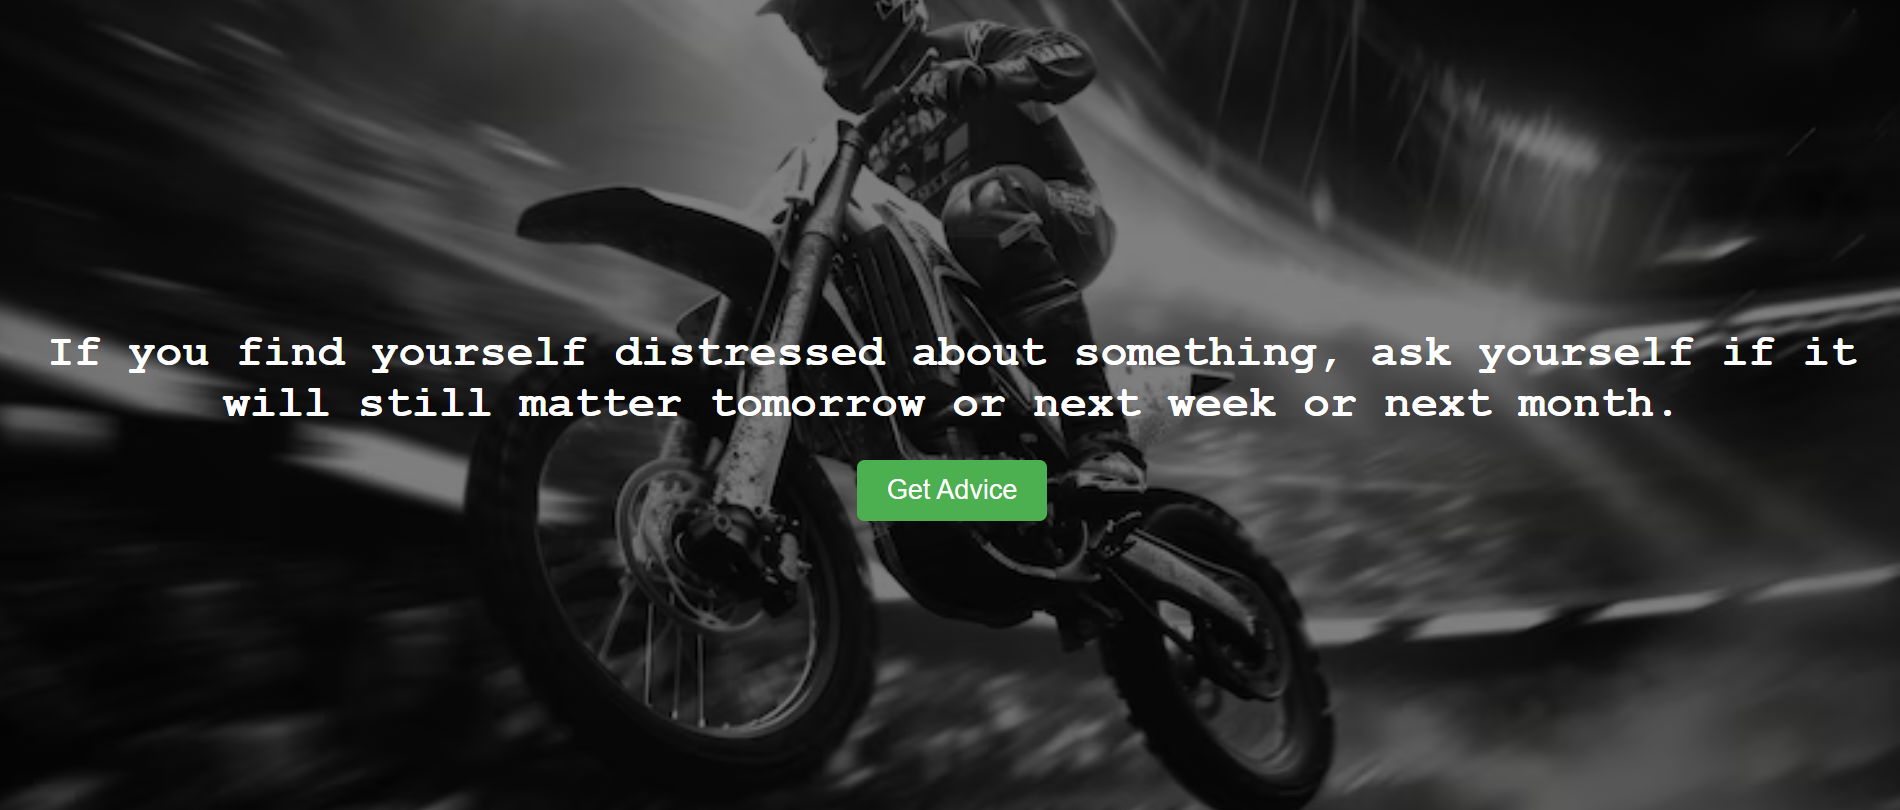 If you find yourself distressed about something, ask yourself if it
will still matter tomorrow or next week or next month.
Get Advice